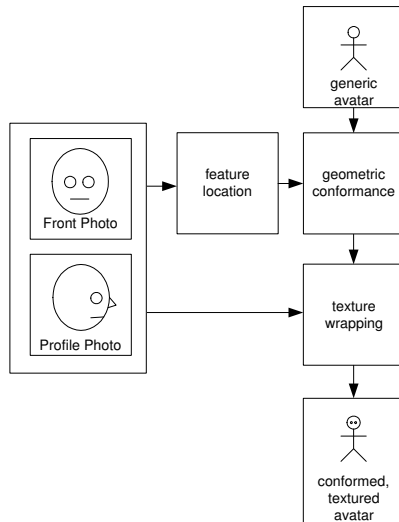 generic
avatar
Front Photo
feature
location
geometric
conformance
Profile Photo
texture
wrapping
conformed,
textured
avatar